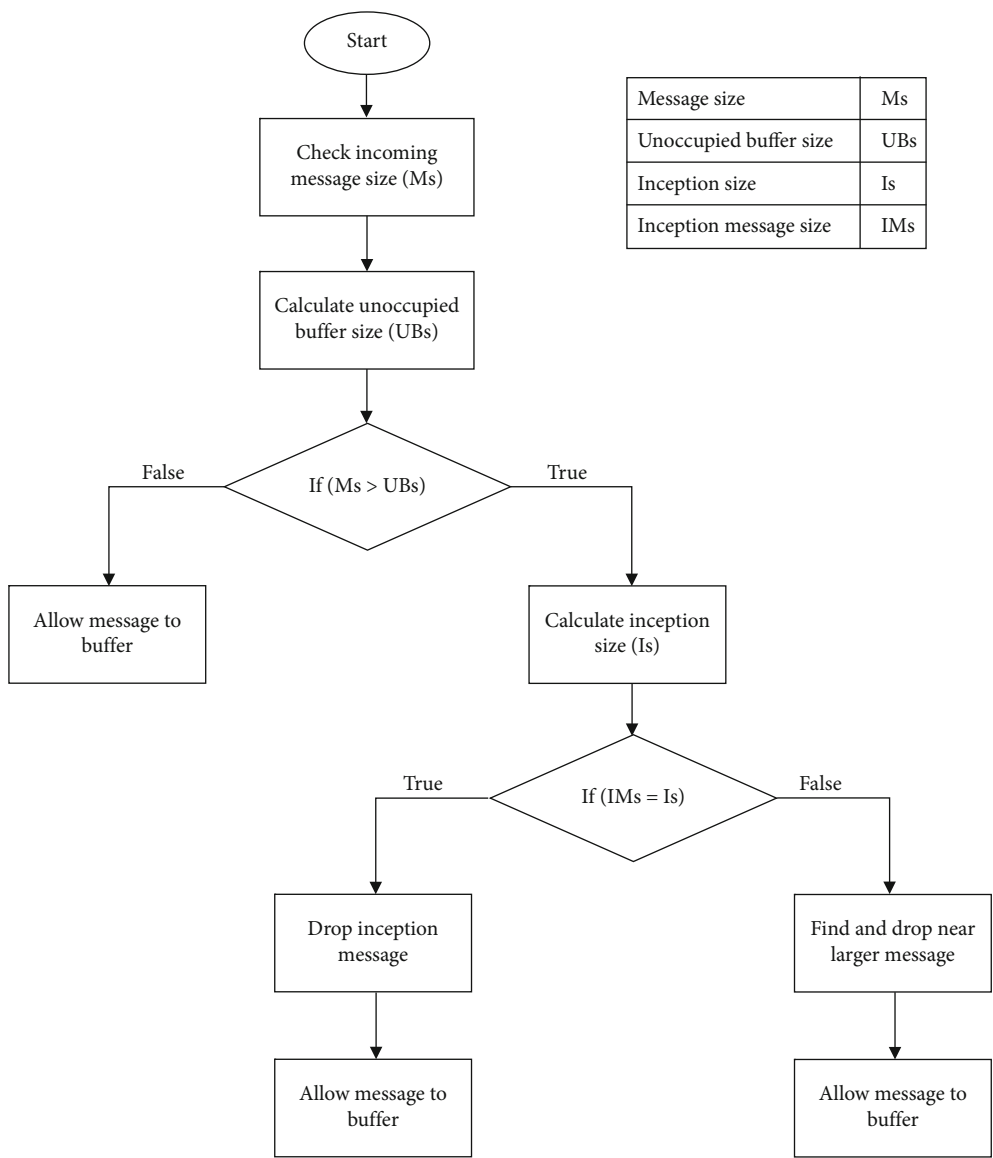 Start
Check incoming
message size (Ms)
Message size Ms
Unoccupied buffer size UBs
Inception size Is
Inception message size IMs
Calculate unoccupied
buffer size (UBs)
If (Ms > UBs)
False
True
Allow message to
buffer
Calculate inception
size (Is)
If (IMs = Is)
True
False
Drop inception
message
Find and drop near
larger message
Allow message to
buffer
Allow message to
buffer